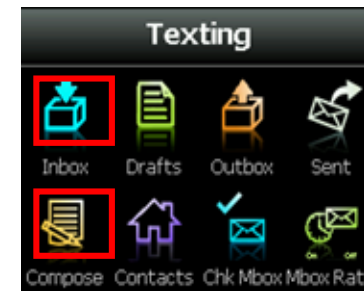 Texting
Inbox Drafts Outbox Sent
Compose Contacts Chk Mbox Mbox Rat